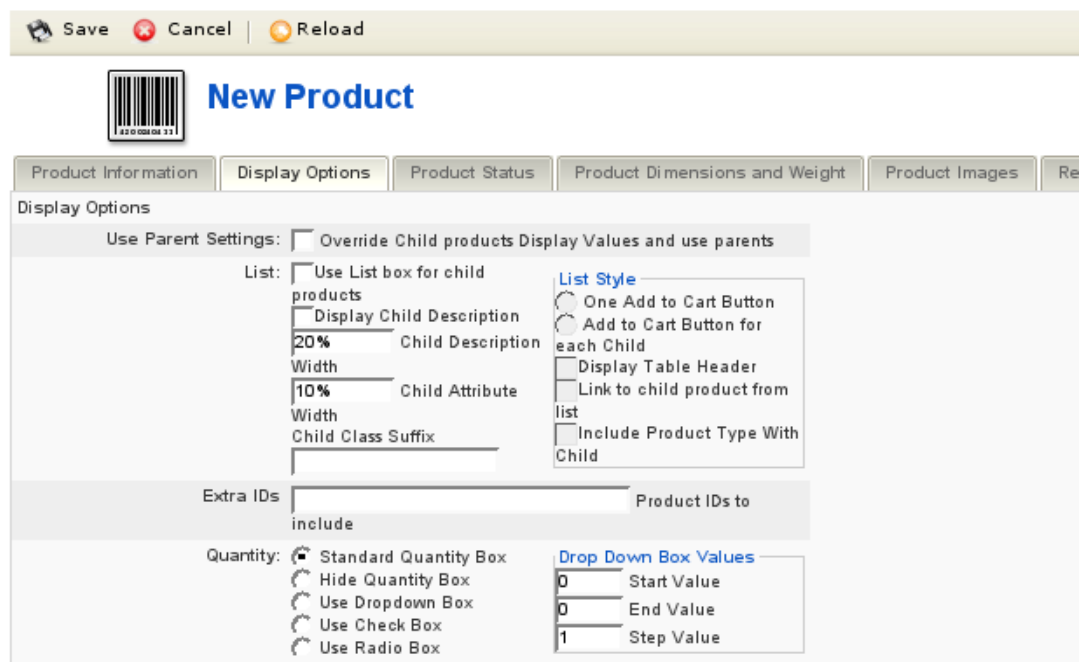 Save Cancel Reload
New Product
Product Information Display Options Product Status Product Dimensions and Weight Product Images Re
Display Options
Use Parent Settings: Override Child products Display Values and use parents
List: Use List box for child
products
Display Child Description
20% Child Description
Width
10% Child Attribute
Width
Child Class Suffix
List Style
One Add to Cart Button
Add to Cart Button for
each Child
Display Table Header
Link to child product from
list
Include Product Type With
Child
Extra IDs Product IDs to
include
Quantity: Standard Quantity Box
Hide Quantity Box
Use Dropdown Box
Use Check Box
Use Radio Box
Drop Down Box Values
0 Start Value
0 End Value
1 Step Value